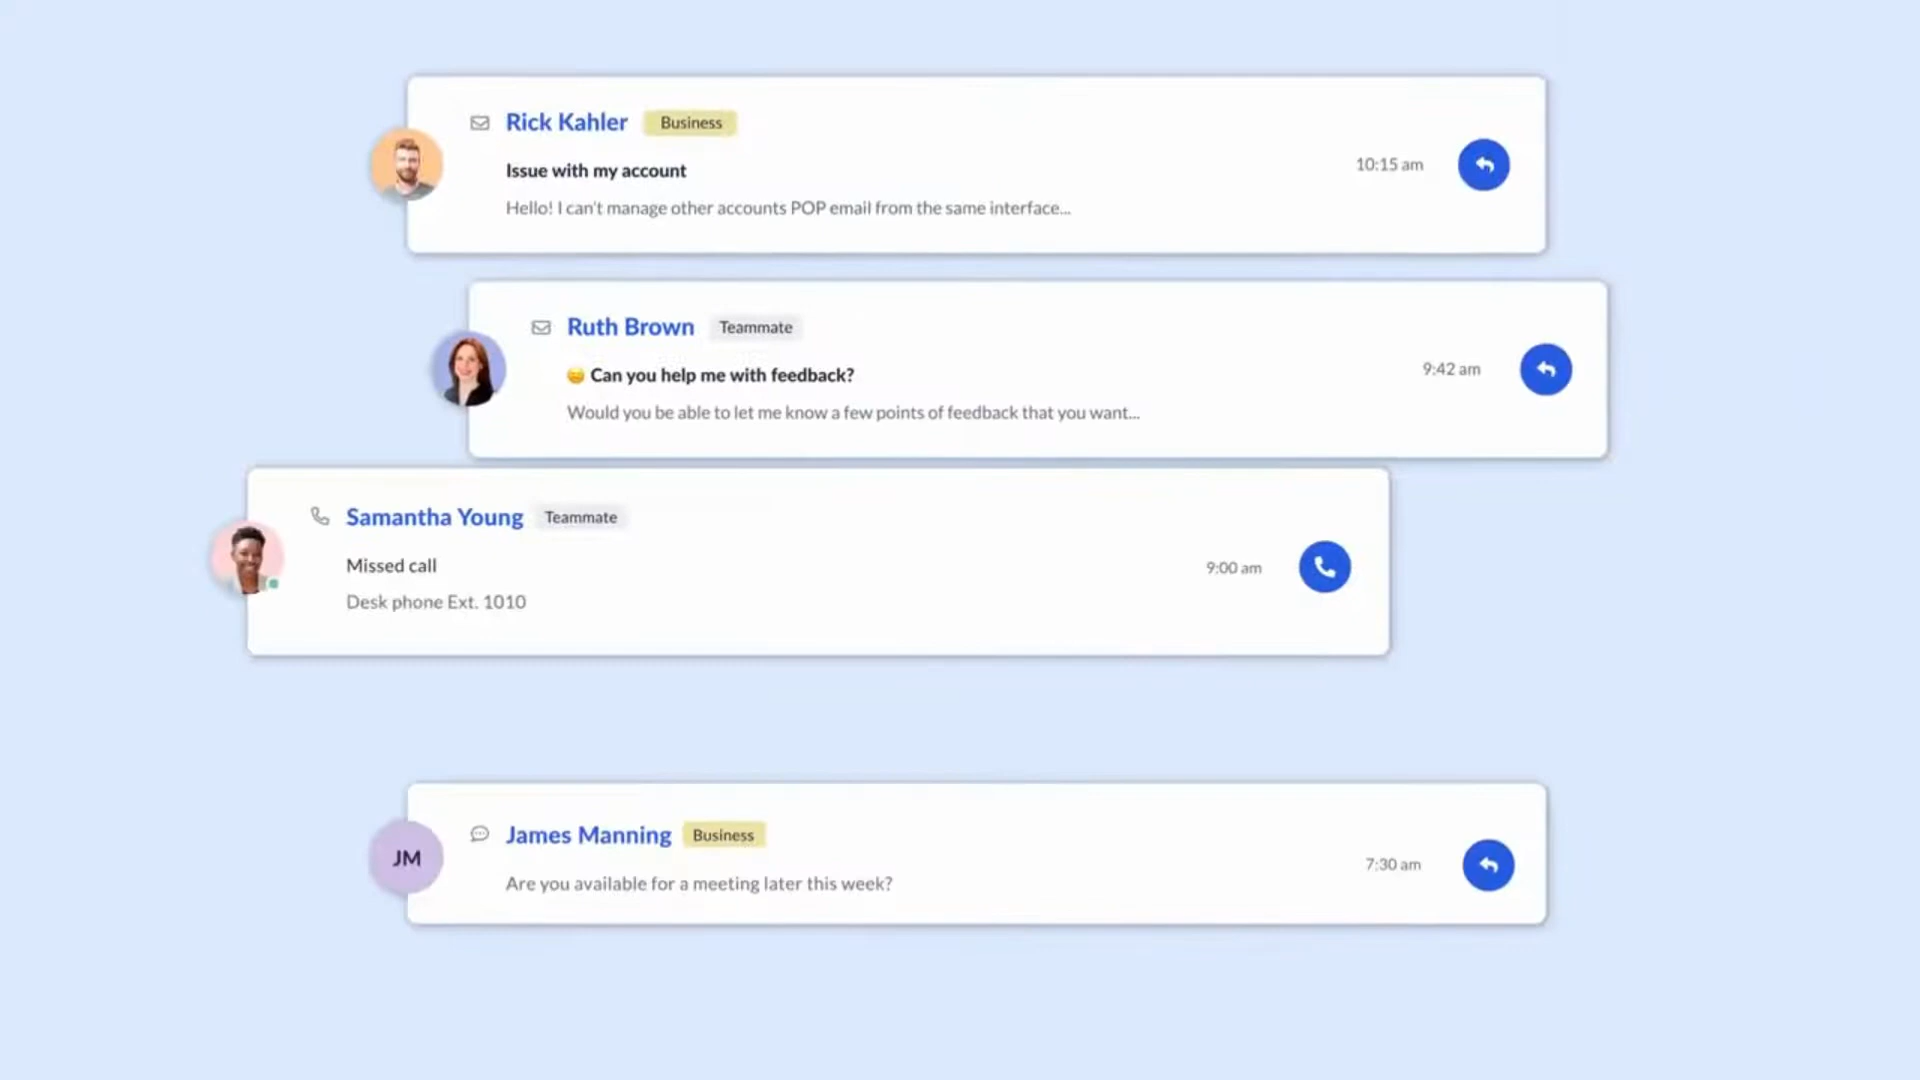 Rick Kahler Business
Issue with my account
Hello! I can't manage other accounts POP email from the same interface...
10:15 am
Ruth Brown Teammate
😊 Can you help me with feedback?
Would you be able to let me know a few points of feedback that you want...
9:42 am
Samantha Young Teammate
Missed call
Desk phone Ext. 1010
9:00 am
JM
James Manning Business
Are you available for a meeting later this week?
7:30 am